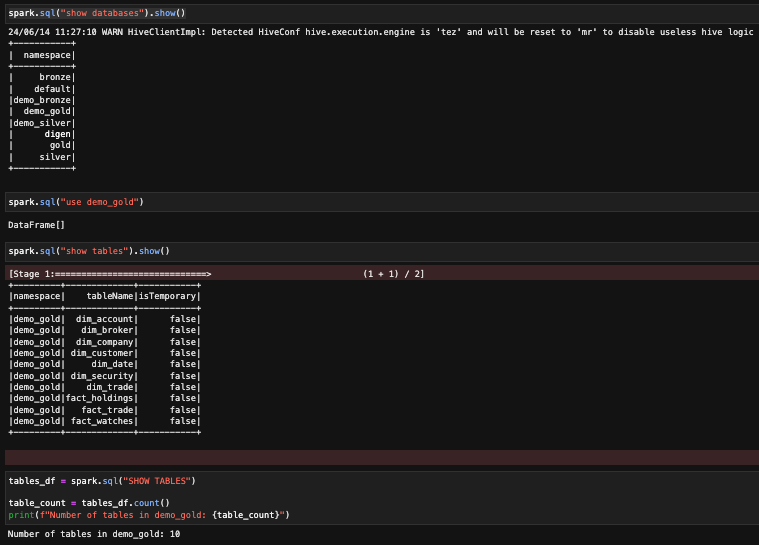 spark.sql("show databases").show()
24/06/14 11:27:10 WARN HiveClientImpl: Detected HiveConf hive.execution.engine is 'tez' and will be reset to 'mr' to disable useless hive logic
+-----------+
|  namespace|
+-----------+
|     bronze|
|    default|
|demo_bronze|
|  demo_gold|
|demo_silver|
|      digen|
|       gold|
|     silver|
+-----------+
spark.sql("use demo_gold")
DataFrame[]
spark.sql("show tables").show()
[Stage 1:=============================>                             (1 + 1) / 2]
+---------+-------------+-----------+
|namespace|    tableName|isTemporary|
+---------+-------------+-----------+
|demo_gold|  dim_account|      false|
|demo_gold|   dim_broker|      false|
|demo_gold|  dim_company|      false|
|demo_gold| dim_customer|      false|
|demo_gold|     dim_date|      false|
|demo_gold| dim_security|      false|
|demo_gold|    dim_trade|      false|
|demo_gold|fact_holdings|      false|
|demo_gold|   fact_trade|      false|
|demo_gold| fact_watches|      false|
+---------+-------------+-----------+
tables_df = spark.sql("SHOW TABLES")
table_count = tables_df.count()
print(f"Number of tables in demo_gold: {table_count}")
Number of tables in demo_gold: 10